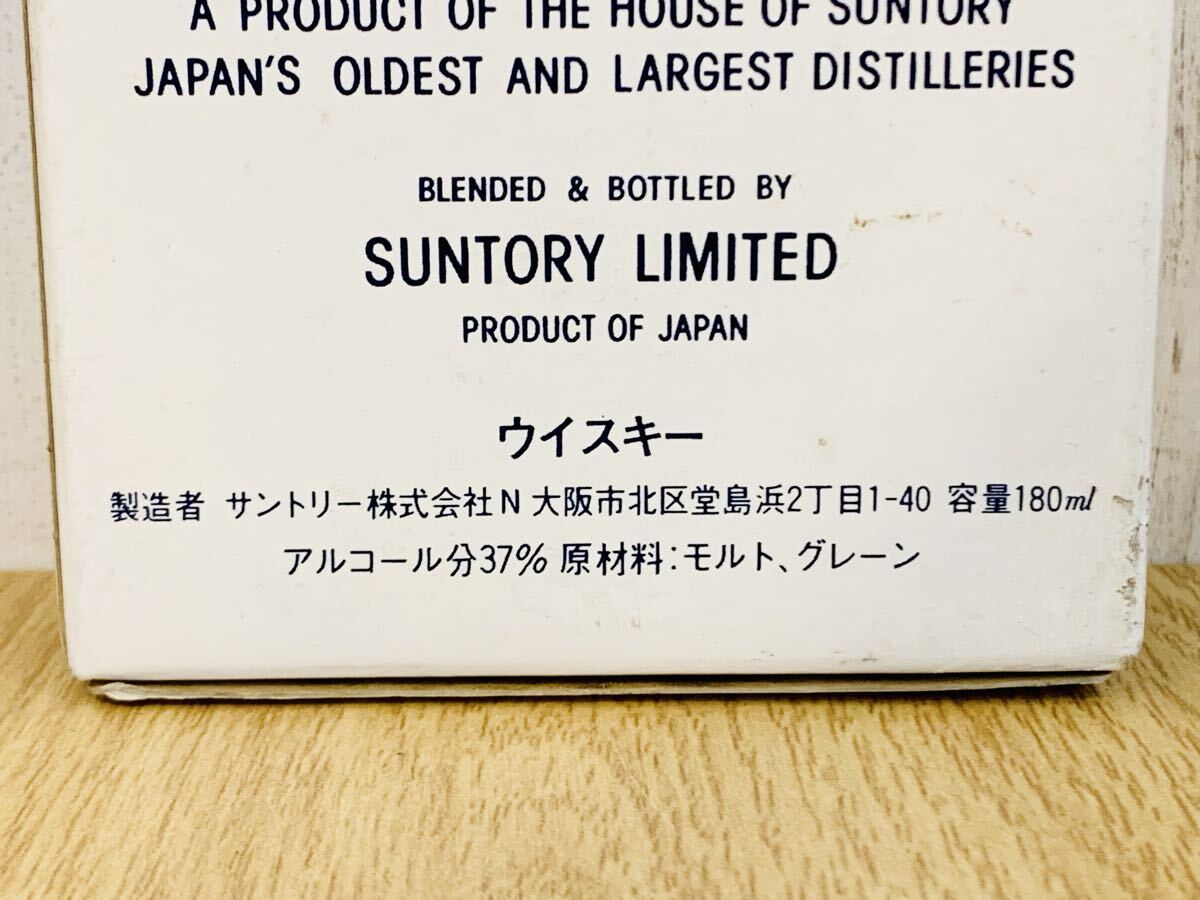 A PRODUCT OF THE HOUSE OF SUNTORY
JAPAN'S OLDEST AND LARGEST DISTILLERIES
BLENDED & BOTTLED BY
SUNTORY LIMITED
PRODUCT OF JAPAN
ウイスキー
製造者 サントリー株式会社N 大阪市北区堂島浜2丁目1-40 容量180ml
アルコール分37% 原材料:モルト、グレーン